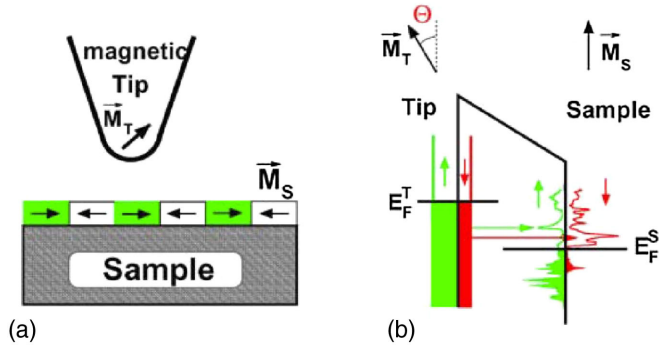 magnetic
Tip
M_T
M_S
Sample
(a)
Θ
M_T
M_S
Tip
Sample
E_F^T
E_F^S
(b)